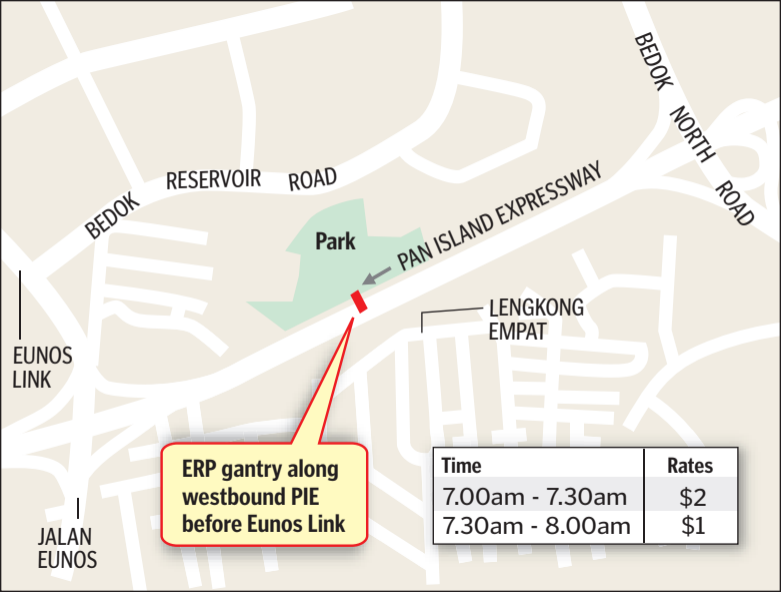 BEDOK NORTH ROAD
BEDOK RESERVOIR ROAD
PAN ISLAND EXPRESSWAY
Park
LENGKONG
EMPAT
EUNOS
LINK
ERP gantry along
westbound PIE
before Eunos Link
JALAN
EUNOS
Time Rates
7.00am - 7.30am $2
7.30am - 8.00am $1